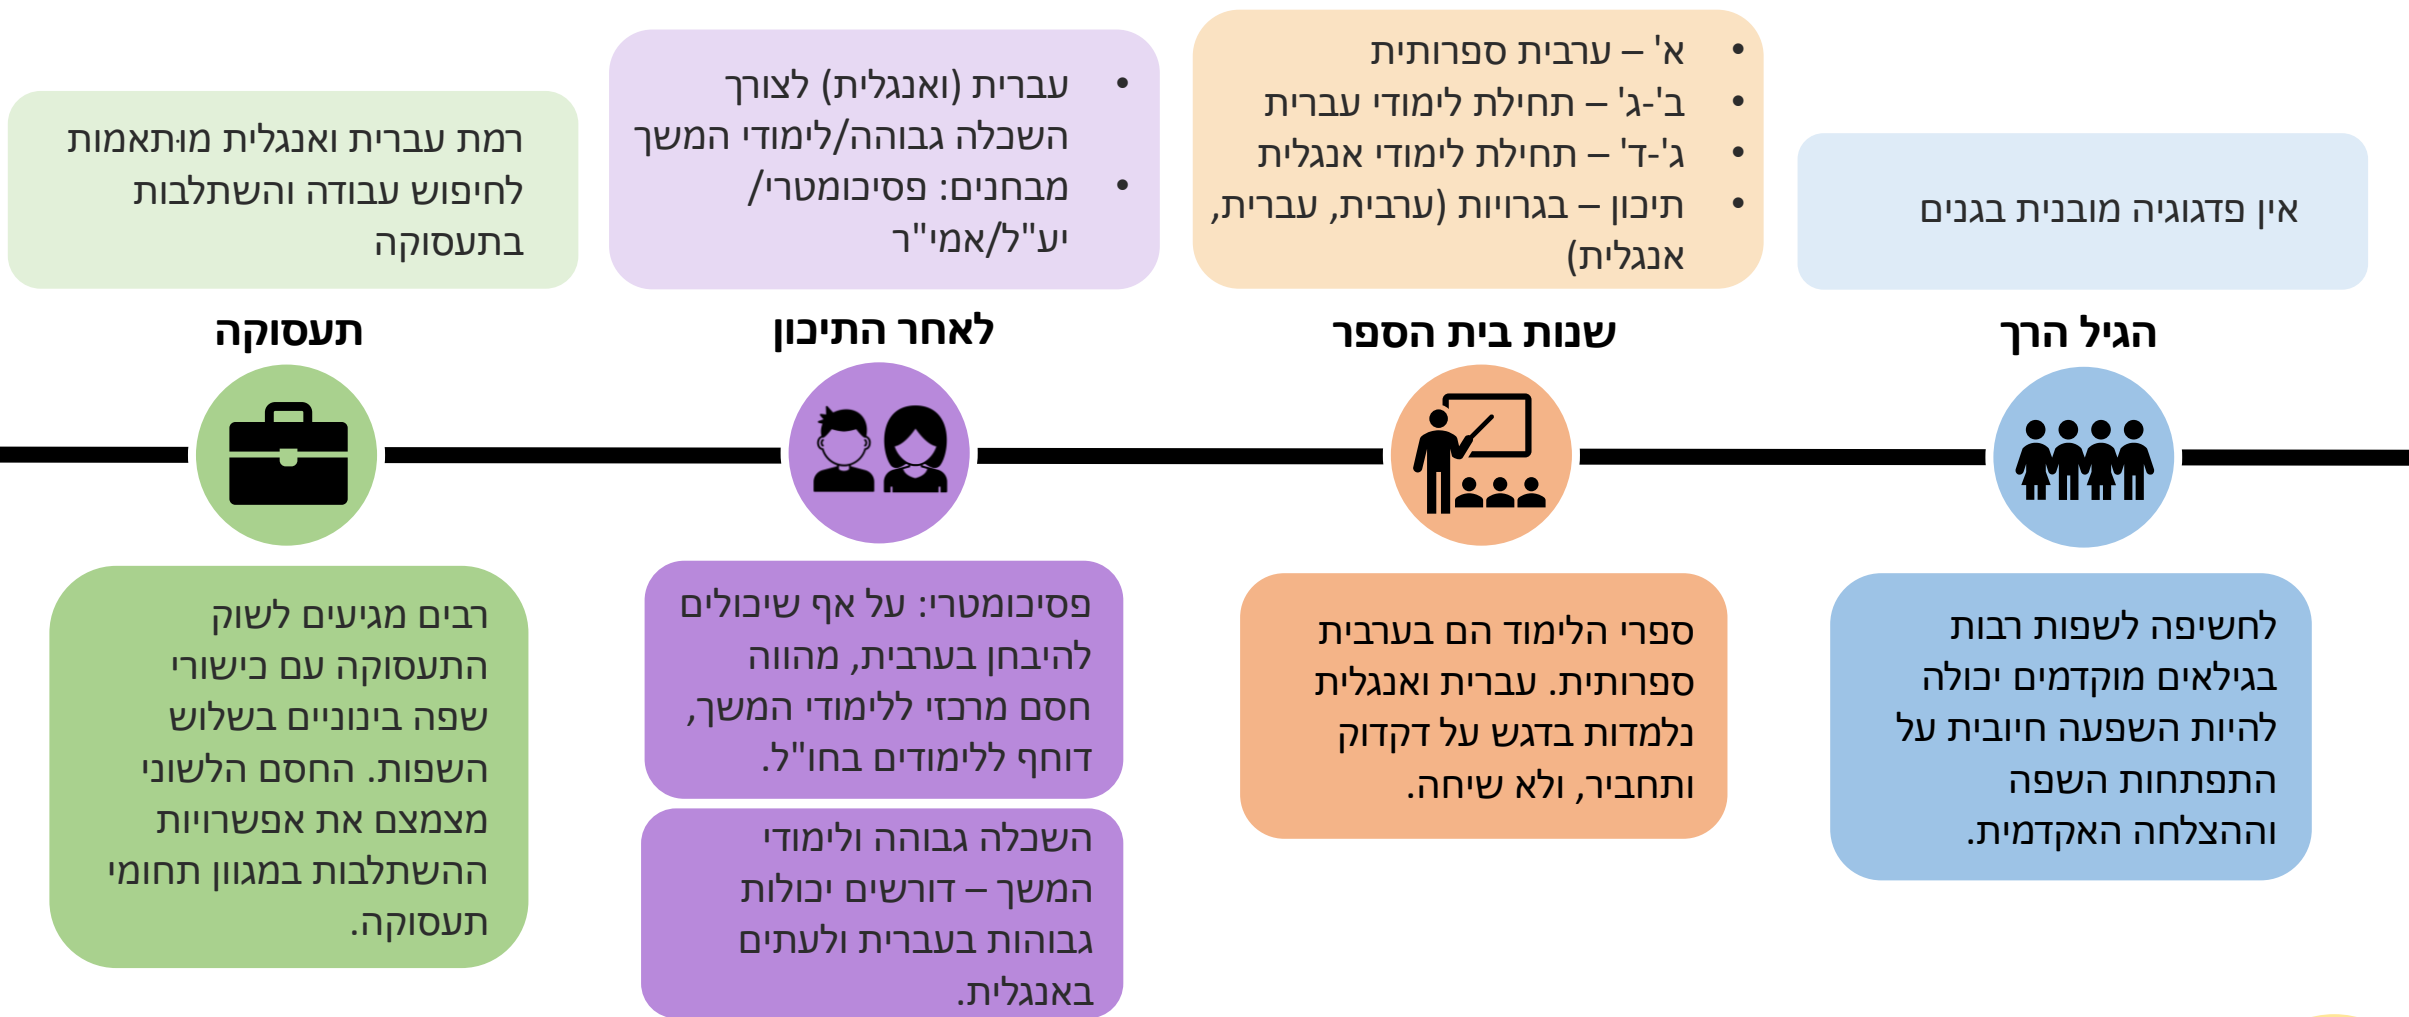 אין פדגוגיה מובנית בגנים
הגיל הרך
לחשיפה לשפות רבות
בגילאים מוקדמים יכולה
להיות השפעה חיובית על
התפתחות השפה
וההצלחה האקדמית.
• א' – ערבית ספרותית
• ב'-ג' – תחילת לימודי עברית
• ג'-ד' – תחילת לימודי אנגלית
• תיכון – בגרויות (ערבית, עברית,
אנגלית)
שנות בית הספר
ספרי הלימוד הם בערבית
ספרותית. עברית ואנגלית
נלמדות בדגש על דקדוק
ותחביר, ולא שיחה.
• עברית (ואנגלית) לצורך
השכלה גבוהה/לימודי המשך
• מבחנים: פסיכומטרי/
יע"ל/אמי"ר
לאחר התיכון
פסיכומטרי: על אף שיכולים
להיבחן בערבית, מהווה
חסם מרכזי ללימודי המשך,
דוחף ללימודים בחו"ל.
השכלה גבוהה ולימודי
המשך – דורשים יכולות
גבוהות בעברית ולעתים
באנגלית.
רמת עברית ואנגלית מותאמות
לחיפוש עבודה והשתלבות
בתעסוקה
תעסוקה
רבים מגיעים לשוק
התעסוקה עם כישורי
שפה בינוניים בשלוש
השפות. החסם הלשוני
מצמצם את אפשרויות
ההשתלבות במגוון תחומי
תעסוקה.